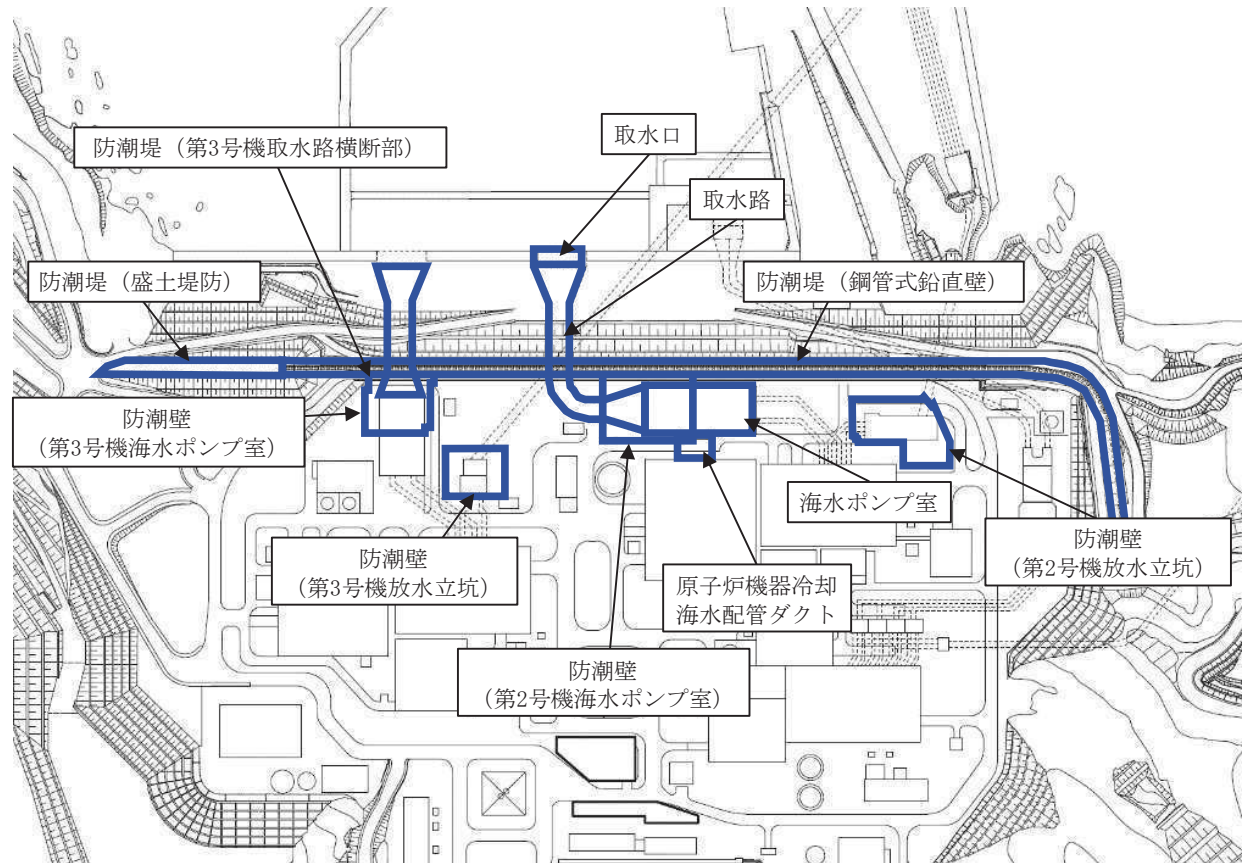 取水口
防潮堤（第3号機取水路横断部）
取水路
防潮堤（盛土堤防）
防潮堤（鋼管式鉛直壁）
防潮壁
（第3号機海水ポンプ室）
海水ポンプ室
防潮壁
（第2号機放水立坑）
防潮壁
（第3号機放水立坑）
原子炉機器冷却
海水配管ダクト
防潮壁
（第2号機海水ポンプ室）